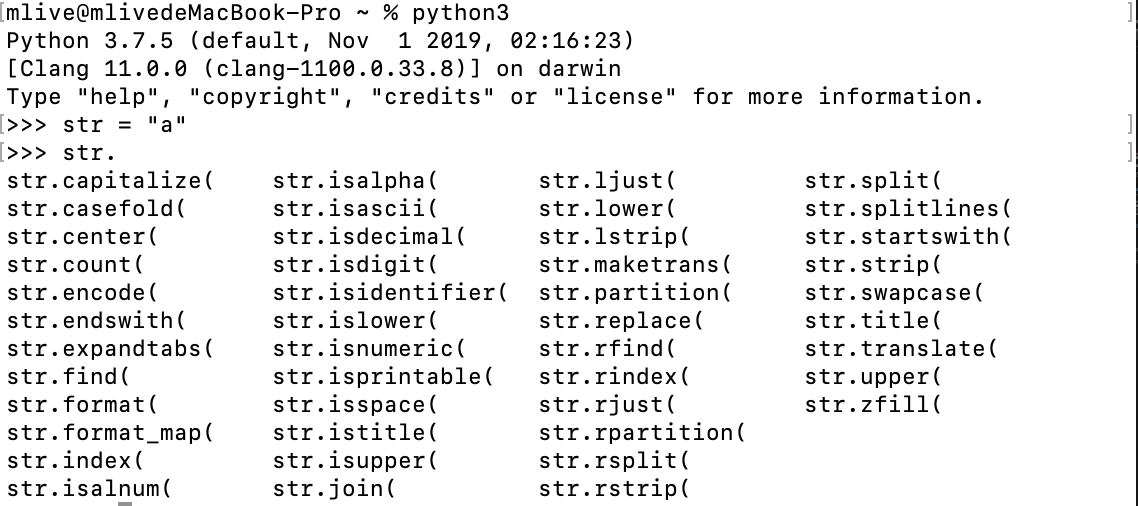 [mlive@mlivedeMacBook-Pro ~ % python3 ]
Python 3.7.5 (default, Nov  1 2019, 02:16:23)
[Clang 11.0.0 (clang-1100.0.33.8)] on darwin
Type "help", "copyright", "credits" or "license" for more information.
[>>> str = "a" ]
[>>> str. ]
str.capitalize(    str.isalpha(       str.ljust(         str.split(
str.casefold(      str.isascii(       str.lower(         str.splitlines(
str.center(        str.isdecimal(     str.lstrip(        str.startswith(
str.count(         str.isdigit(       str.maketrans(     str.strip(
str.encode(        str.isidentifier(  str.partition(     str.swapcase(
str.endswith(      str.islower(       str.replace(       str.title(
str.expandtabs(    str.isnumeric(     str.rfind(         str.translate(
str.find(          str.isprintable(   str.rindex(        str.upper(
str.format(        str.isspace(       str.rjust(         str.zfill(
str.format_map(    str.istitle(       str.rpartition(
str.index(         str.isupper(       str.rsplit(
str.isalnum(       str.join(          str.rstrip(